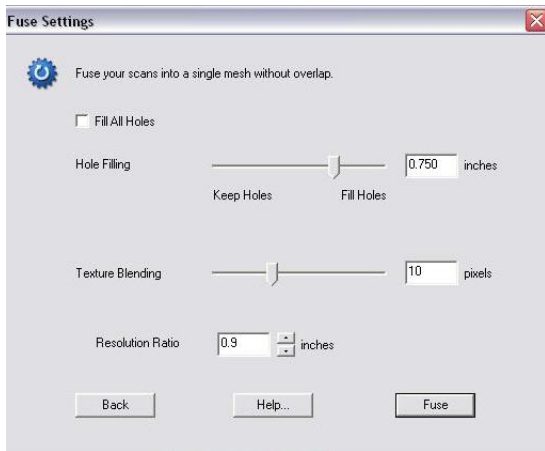 Fuse Settings
Fuse your scans into a single mesh without overlap.
Fill All Holes
Hole Filling 0.750 inches
Keep Holes Fill Holes
Texture Blending 10 pixels
Resolution Ratio 0.9 inches
Back Help... Fuse